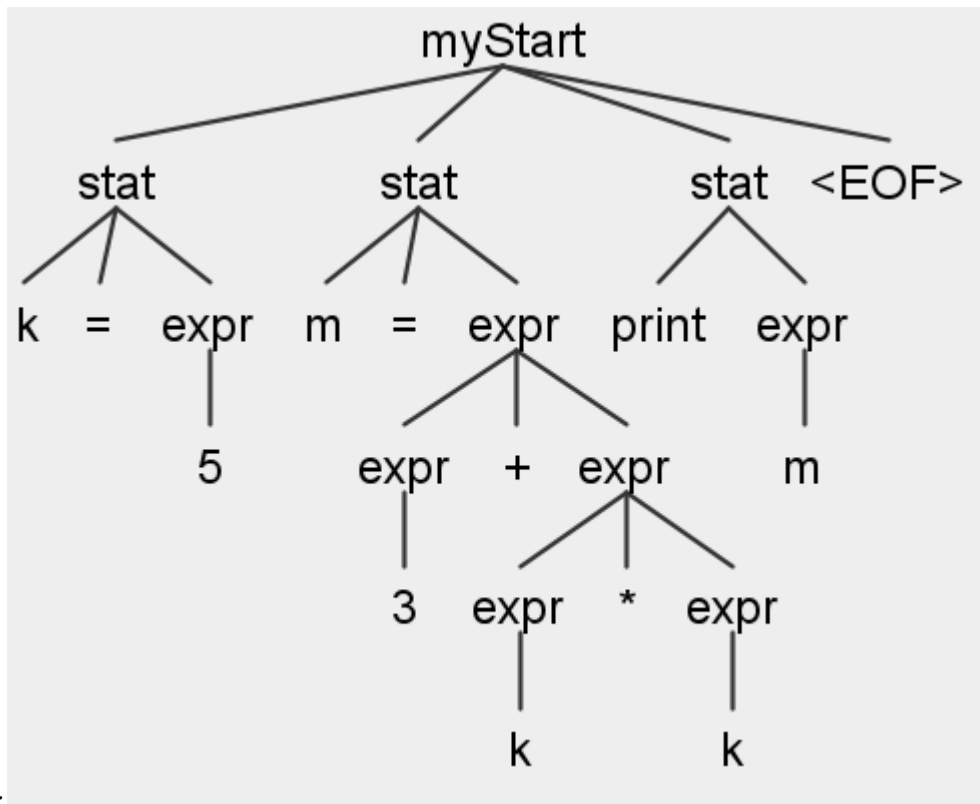 myStart
stat stat stat <EOF>
k = expr m = expr print expr
5 expr + expr m
3 expr * expr
k k